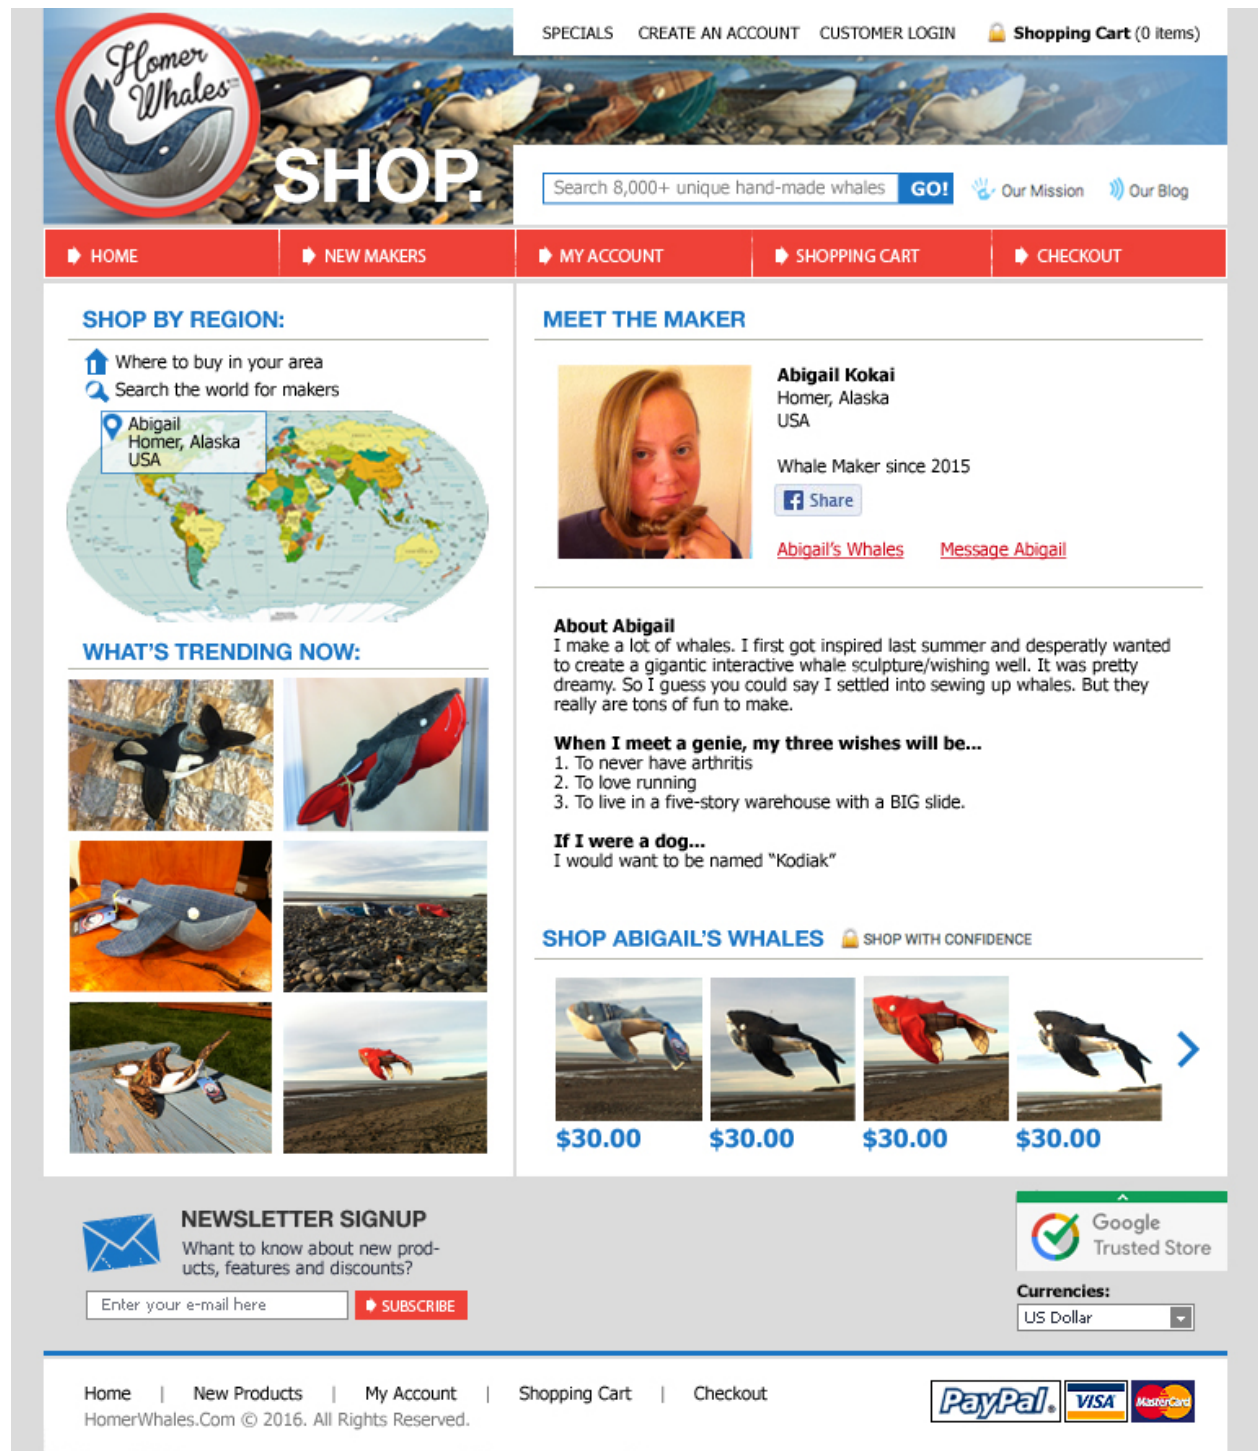 Homer
Whales
SPECIALS
CREATE AN ACCOUNT
CUSTOMER LOGIN
Shopping Cart (0 items)
SHOP.
Search 8,000+ unique hand-made whales
GO!
Our Mission
Our Blog
HOME
NEW MAKERS
MY ACCOUNT
SHOPPING CART
CHECKOUT
SHOP BY REGION:
Where to buy in your area
Search the world for makers
Abigail
Homer, Alaska
USA
WHAT'S TRENDING NOW:
MEET THE MAKER
Abigail Kokai
Homer, Alaska
USA
Whale Maker since 2015
Share
Abigail's Whales
Message Abigail
About Abigail
I make a lot of whales. I first got inspired last summer and desperatly wanted
to create a gigantic interactive whale sculpture/wishing well. It was pretty
dreamy. So I guess you could say I settled into sewing up whales. But they
really are tons of fun to make.
When I meet a genie, my three wishes will be...
1. To never have arthritis
2. To love running
3. To live in a five-story warehouse with a BIG slide.
If I were a dog...
I would want to be named "Kodiak"
SHOP ABIGAIL'S WHALES
SHOP WITH CONFIDENCE
$30.00
$30.00
$30.00
$30.00
NEWSLETTER SIGNUP
Whant to know about new prod-
ucts, features and discounts?
Enter your e-mail here
SUBSCRIBE
Google
Trusted Store
Currencies:
US Dollar
Home | New Products | My Account | Shopping Cart | Checkout
HomerWhales.Com © 2016. All Rights Reserved.
PayPal
VISA
MasterCard